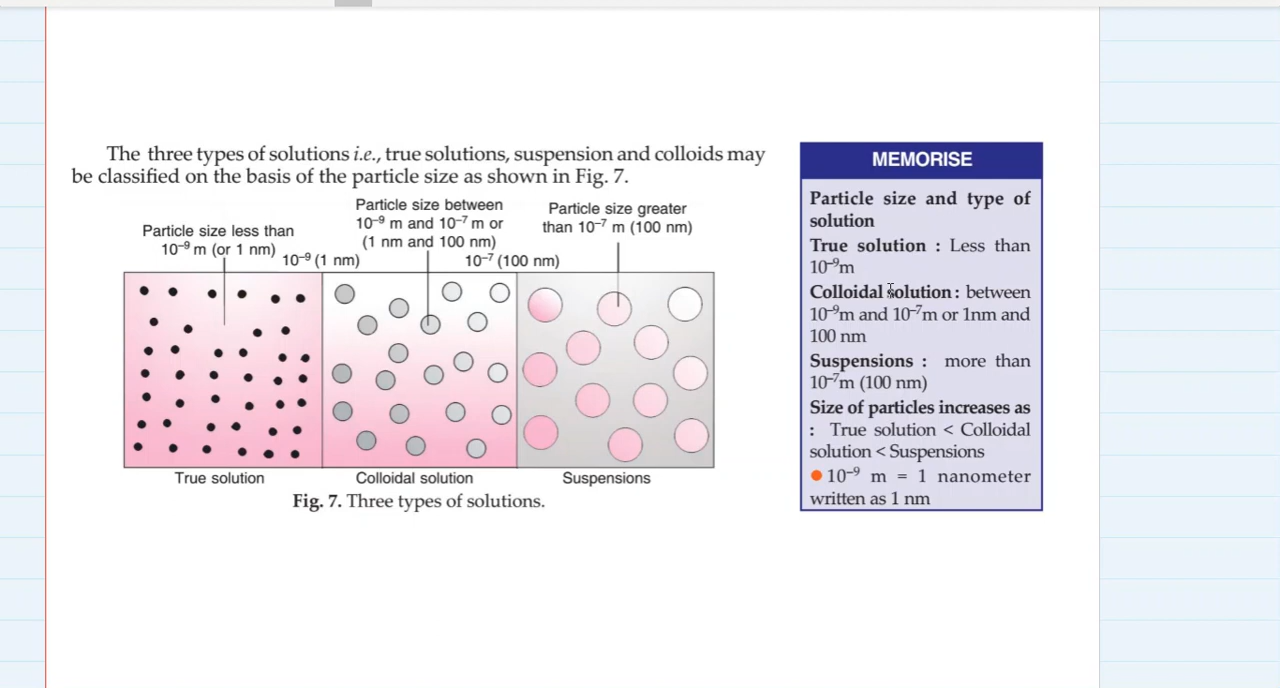 The three types of solutions i.e., true solutions, suspension and colloids may
be classified on the basis of the particle size as shown in Fig. 7.
Particle size less than
10⁻⁹ m (or 1 nm)
10⁻⁹ (1 nm)
Particle size between
10⁻⁹ m and 10⁻⁷ m or
(1 nm and 100 nm)
10⁻⁷ (100 nm)
Particle size greater
than 10⁻⁷ m (100 nm)
True solution
Colloidal solution
Suspensions
Fig. 7. Three types of solutions.
MEMORISE
Particle size and type of
solution
True solution : Less than
10⁻⁹m
Colloidal solution : between
10⁻⁹m and 10⁻⁷m or 1nm and
100 nm
Suspensions : more than
10⁻⁷m (100 nm)
Size of particles increases as
: True solution < Colloidal
solution < Suspensions
● 10⁻⁹ m = 1 nanometer
written as 1 nm